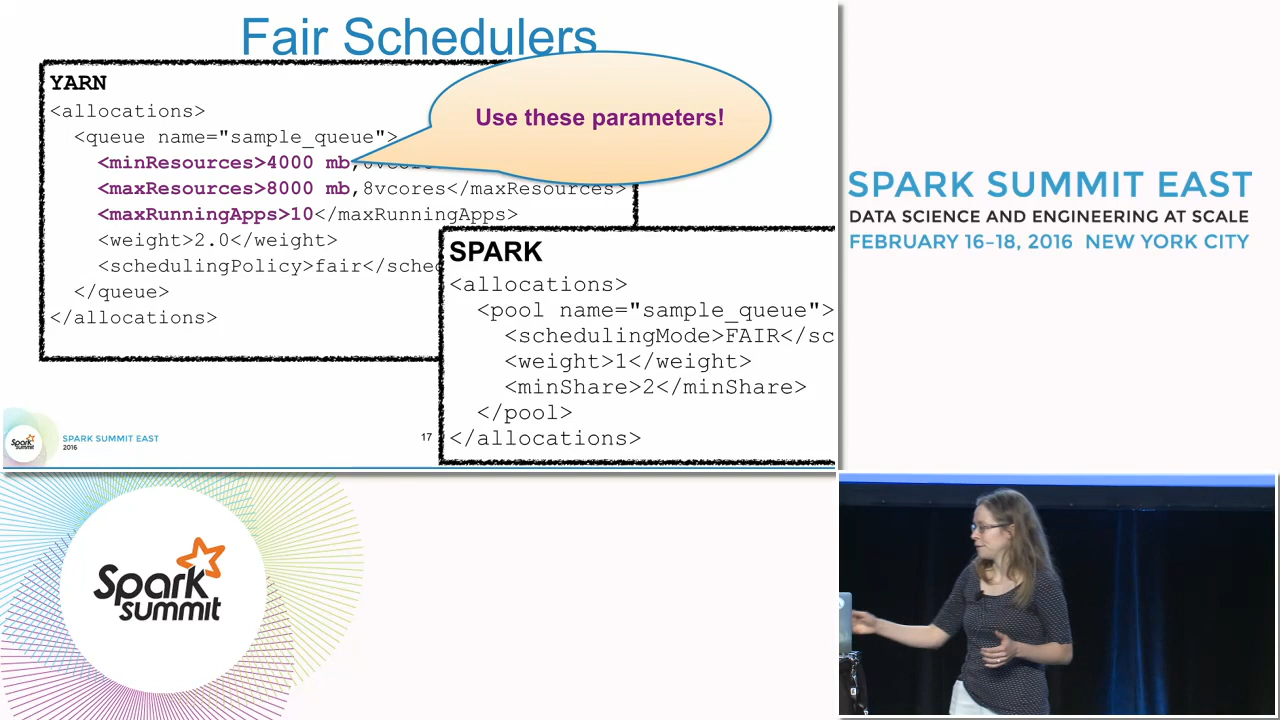 Fair Schedulers
YARN
<allocations>
<queue name="sample_queue">
<minResources>4000 mb,
<maxResources>8000 mb,8vcores</maxResources>
<maxRunningApps>10</maxRunningApps>
<weight>2.0</weight>
<schedulingPolicy>fair</sched
</queue>
</allocations>
Use these parameters!
SPARK
<allocations>
<pool name="sample_queue">
<schedulingMode>FAIR</sc
<weight>1</weight>
<minShare>2</minShare>
</pool>
</allocations>
Spark
Summit
SPARK SUMMIT EAST
2016
17
SPARK SUMMIT EAST
DATA SCIENCE AND ENGINEERING AT SCALE
FEBRUARY 16–18, 2016 NEW YORK CITY
Spark
Summit